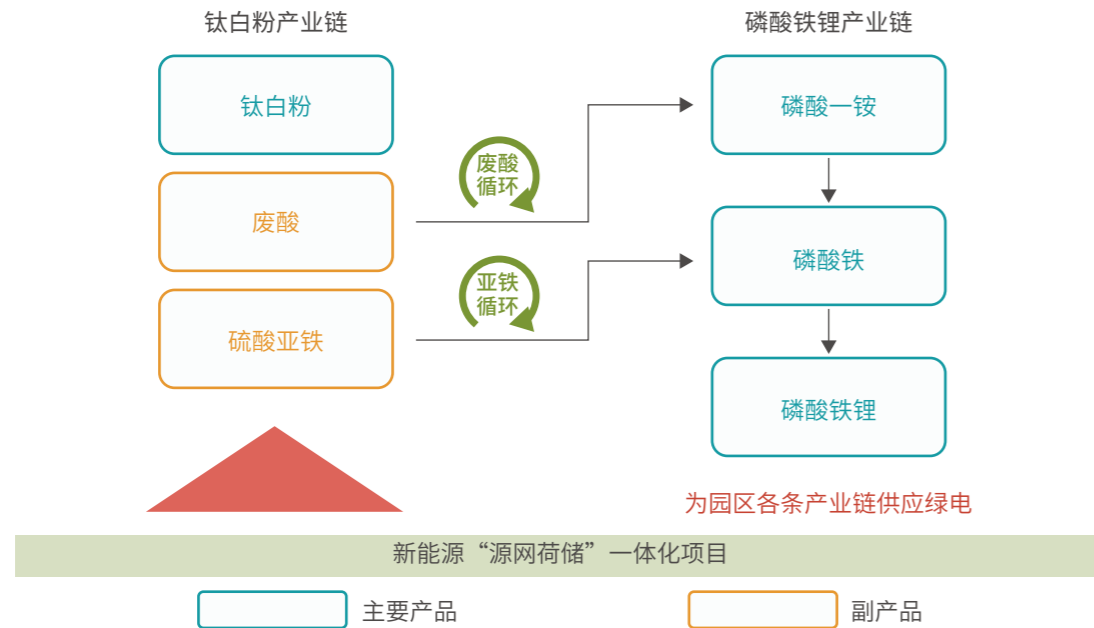 钛白粉产业链
磷酸铁锂产业链
钛白粉
磷酸一铵
废酸
循环
废酸
磷酸铁
亚铁
循环
硫酸亚铁
磷酸铁锂
为园区各条产业链供应绿电
新能源“源网荷储”一体化项目
主要产品
副产品